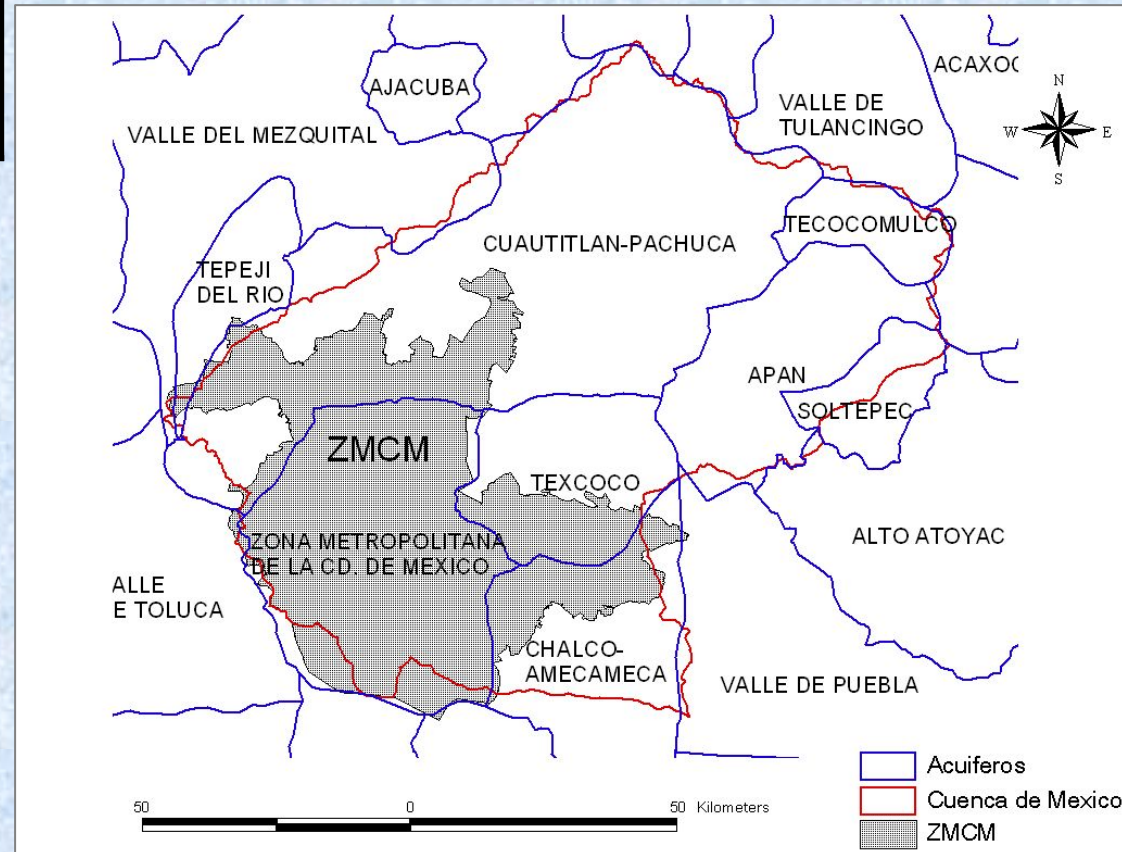 AJACUBA
ACAXOC
N
VALLE DE
TULANCINGO
W
E
S
VALLE DEL MEZQUITAL
TECOCOMULCO
CUAUTITLAN-PACHUCA
TEPEJI
DEL RIO
APAN
SOLTEPEC
ZMCM
TEXCOCO
ZONA METROPOLITANA
DE LA CD. DE MEXICO
ALTO ATOYAC
ALLE
E TOLUCA
CHALCO-
AMECAMECA
VALLE DE PUEBLA
Acuiferos
Cuenca de Mexico
ZMCM
50 0 50 Kilometers